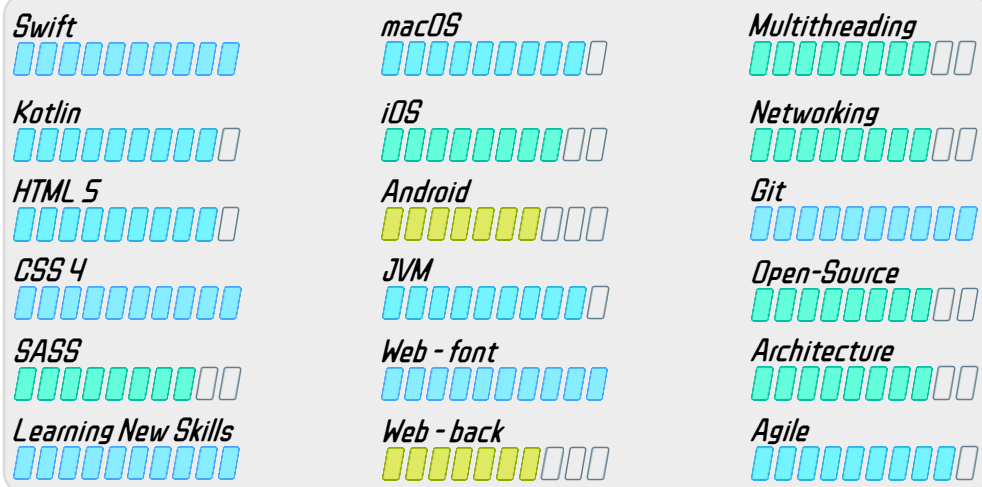 Swift
macOS
Multithreading
Kotlin
iOS
Networking
HTML 5
Android
Git
CSS 4
JVM
Open-Source
SASS
Web - font
Architecture
Learning New Skills
Web - back
Agile